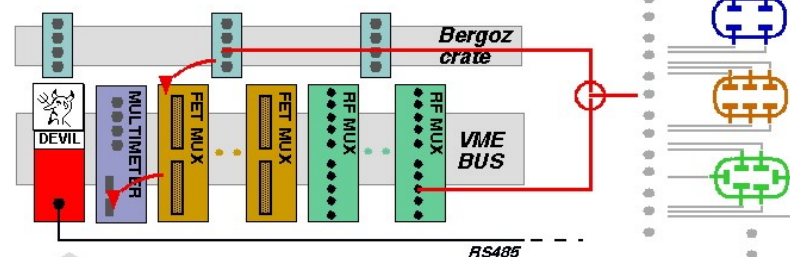 Bergoz
crate
DEVIL
MULTIMETER
FET MUX
FET MUX
RF MUX
RF MUX
VME
BUS
RS485